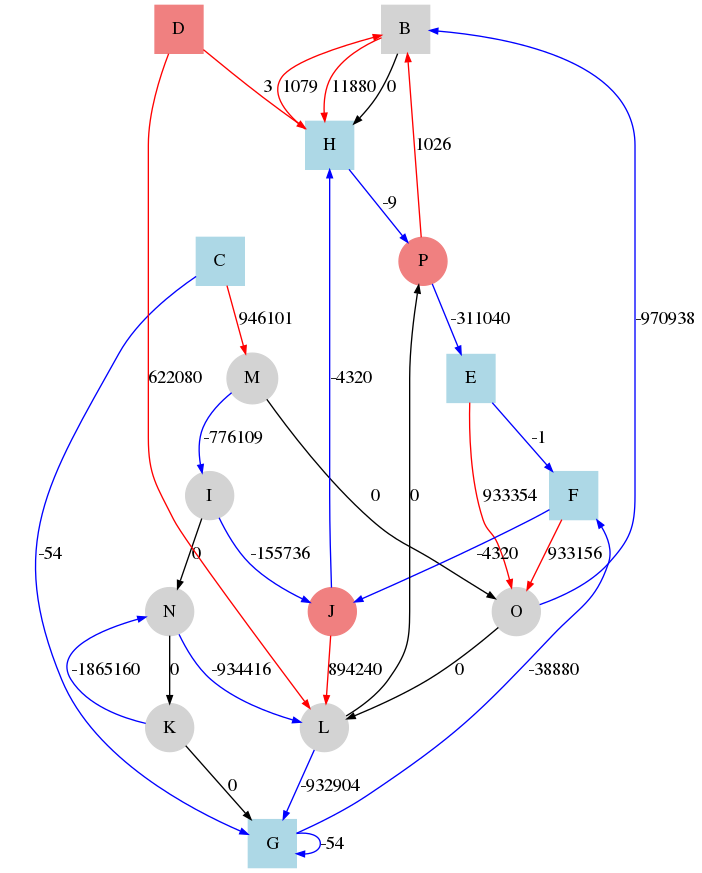 D
B
3
1079
11880
0
H
1026
-9
C
P
946101
-311040
-970938
622080
-4320
M
E
-776109
-1
I
0
0
933354
F
-54
0
-155736
-4320
933156
N
J
O
-1865160
0
-934416
894240
0
-38880
K
L
0
-932904
G
-54